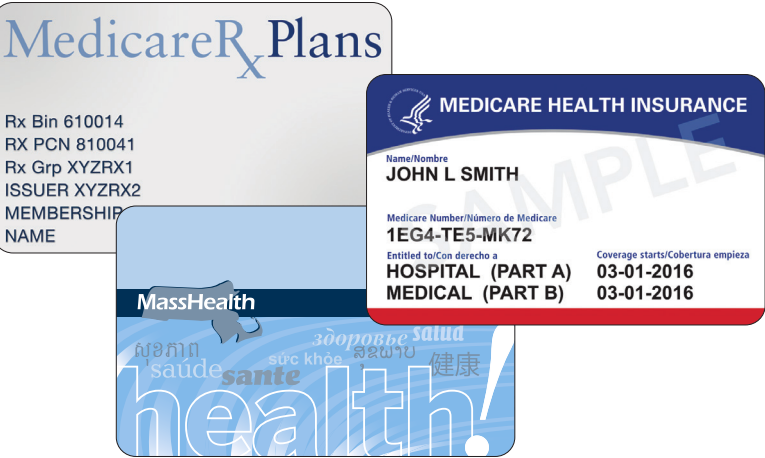 MedicareRxPlans
Rx Bin 610014
RX PCN 810041
Rx Grp XYZRX1
ISSUER XYZRX2
MEMBERSHIP
NAME
MEDICARE HEALTH INSURANCE
SAMPLE
Name/Nombre
JOHN L SMITH
Medicare Number/Número de Medicare
1EG4-TE5-MK72
Entitled to/Con derecho a Coverage starts/Cobertura empieza
HOSPITAL (PART A) 03-01-2016
MEDICAL (PART B) 03-01-2016
MassHealth
здоровье salud
សុខភាព sức khỏe ສຸຂພາບ 健康
saúde sante
health!